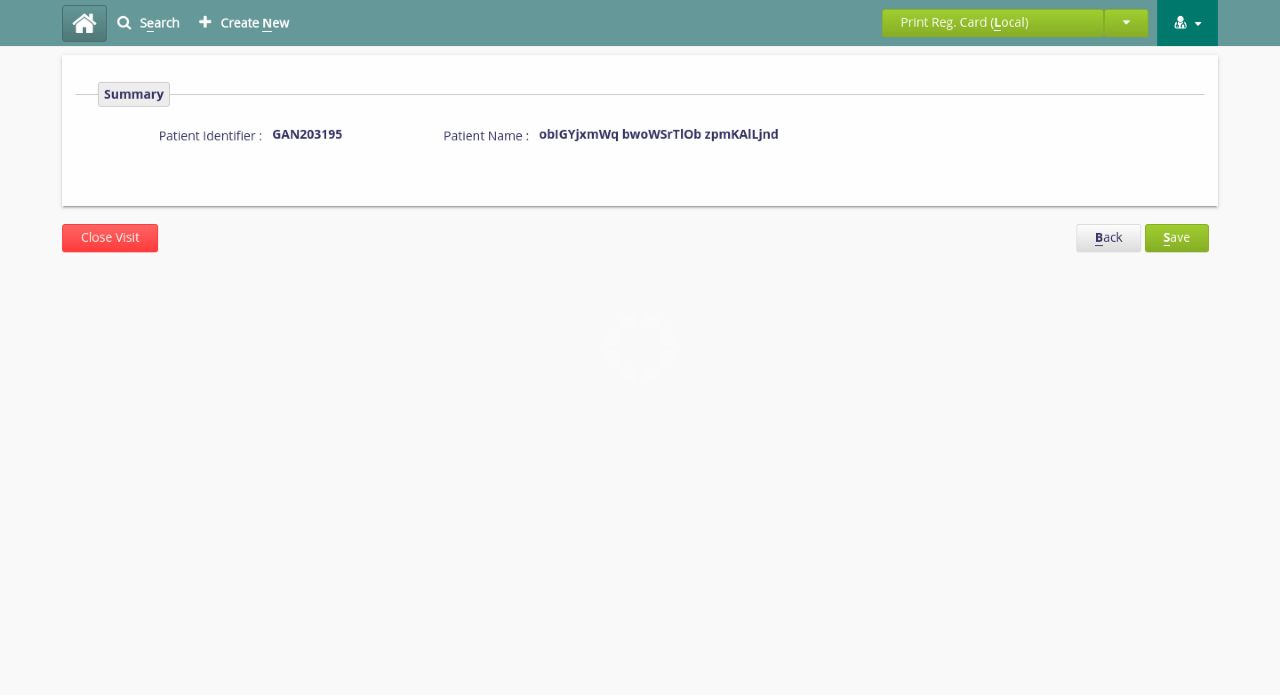 Search Create New Print Reg. Card (Local)
Summary
Patient Identifier : GAN203195 Patient Name : obIGYjxmWq bwoWSrTlOb zpmKAlLjnd
Close Visit Back Save